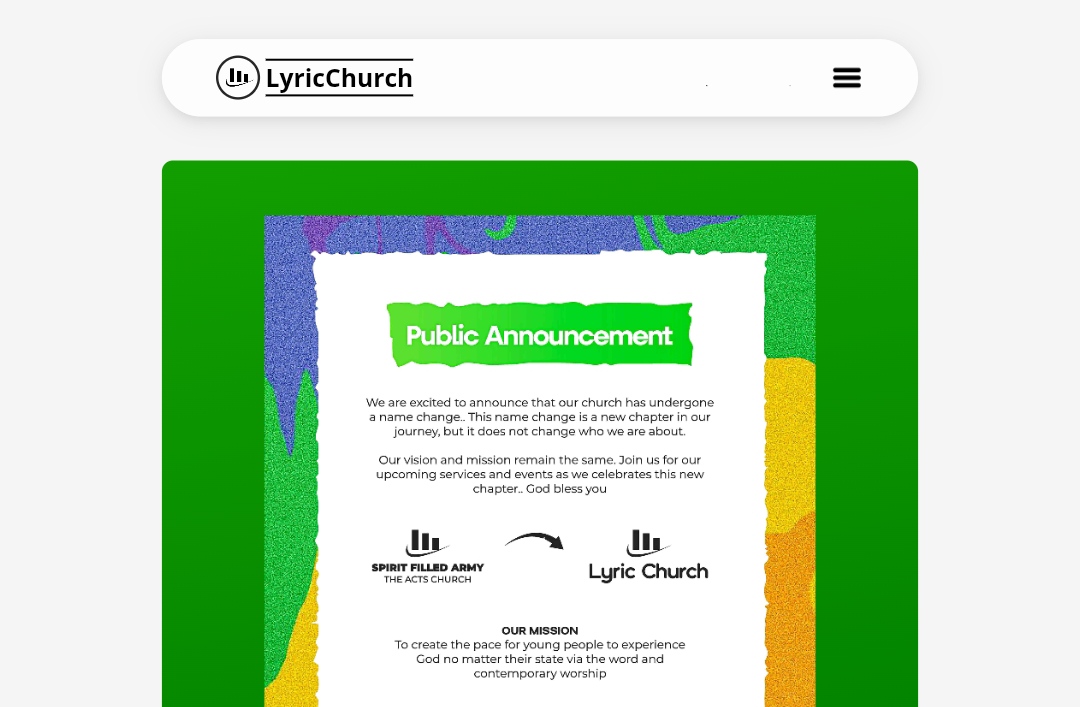 LyricChurch
Public Announcement
We are excited to announce that our church has undergone
a name change.. This name change is a new chapter in our
journey, but it does not change who we are about.
Our vision and mission remain the same. Join us for our
upcoming services and events as we celebrates this new
chapter.. God bless you
SPIRIT FILLED ARMY
THE ACTS CHURCH
Lyric Church
OUR MISSION
To create the pace for young people to experience
God no matter their state via the word and
contemporary worship